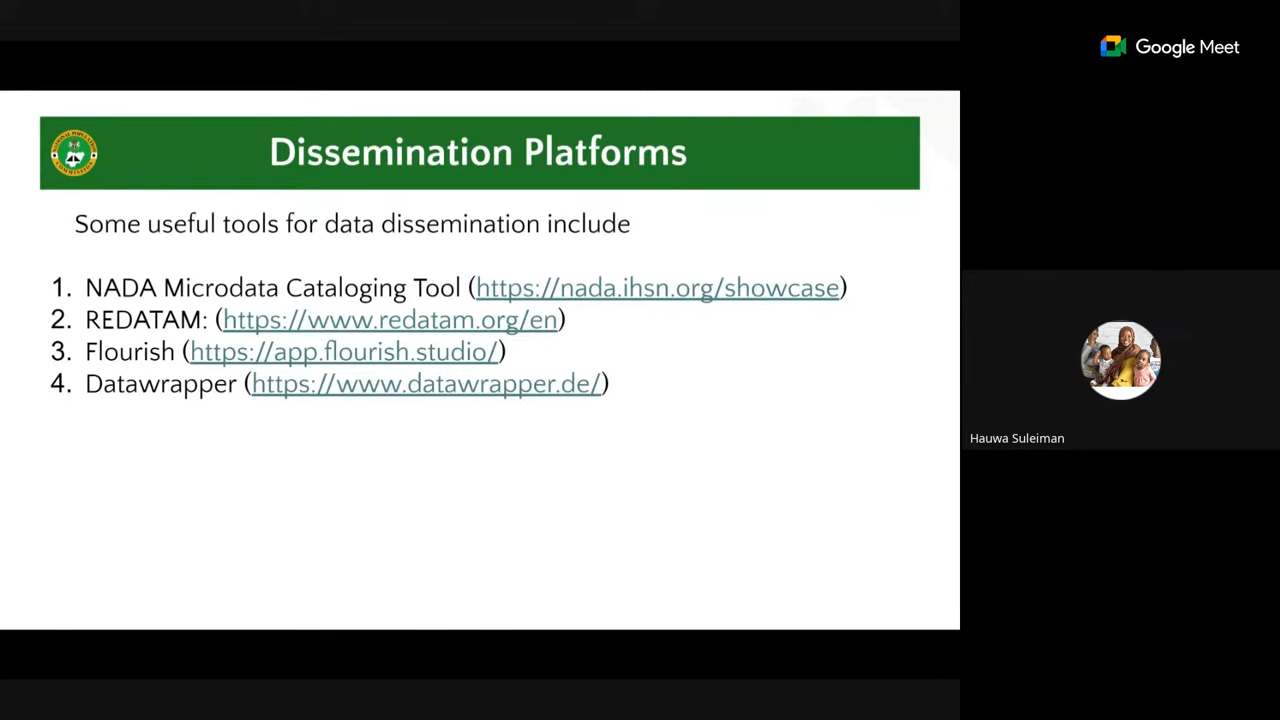 Google Meet
Dissemination Platforms
Some useful tools for data dissemination include
1. NADA Microdata Cataloging Tool (https://nada.ihsn.org/showcase)
2. REDATAM: (https://www.redatam.org/en)
3. Flourish (https://app.flourish.studio/)
4. Datawrapper (https://www.datawrapper.de/)
Hauwa Suleiman